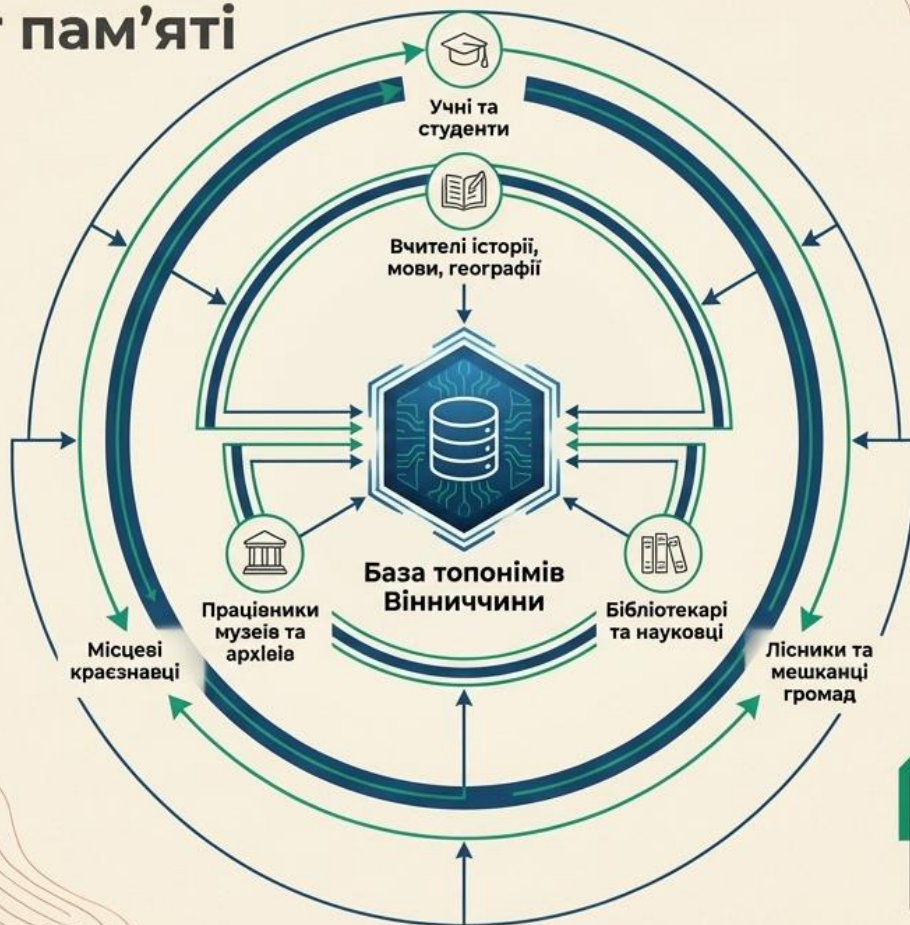 пам’яті
Учні та
студенти
Вчителі історії,
мови, географії
База топонімів
Вінниччини
Працівники
музеїв та
архІвів
Бібліотекарі
та науковці
Місцеві
краєзнавці
Лісники та
мешканці
громад